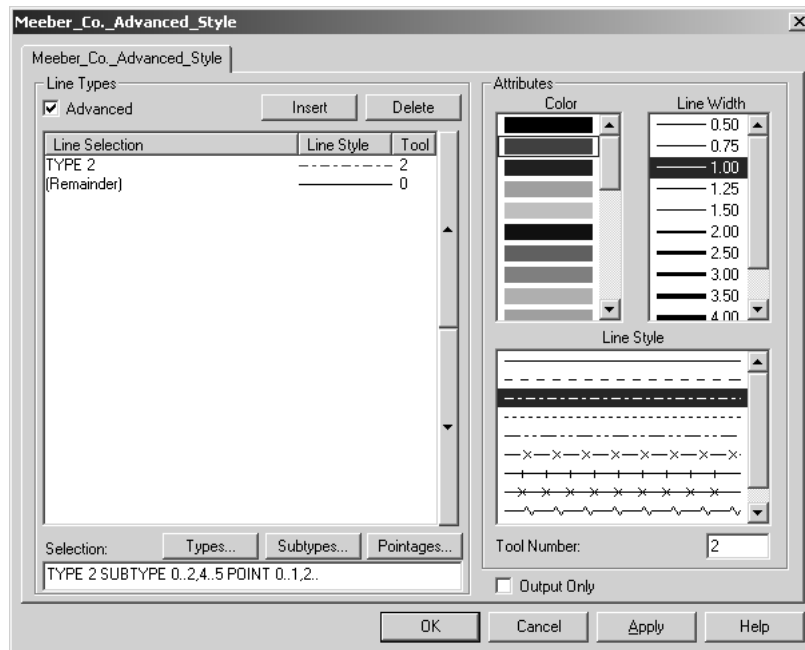 Meeber_Co._Advanced_Style
Meeber_Co._Advanced_Style
Line Types
Advanced
Insert
Delete
Line Selection Line Style Tool
TYPE 2 2
(Remainder) 0
Selection:
Types...
Subtypes...
Pointages...
TYPE 2 SUBTYPE 0..2,4..5 POINT 0..1,2..
Attributes
Color
Line Width
0.50
0.75
1.00
1.25
1.50
2.00
2.50
3.00
3.50
4.00
Line Style
Tool Number:
2
Output Only
OK
Cancel
Apply
Help